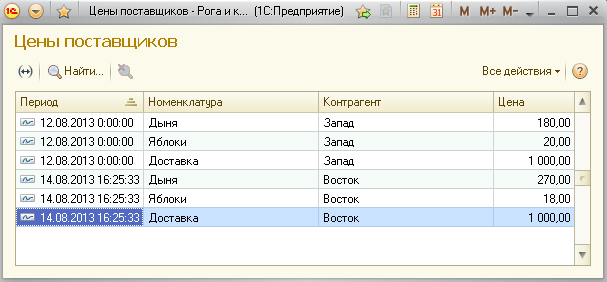 1С Цены поставщиков - Рога и к... (1С:Предприятие) 31 M M+ M-
Цены поставщиков
Найти... Все действия ?
Период Номенклатура Контрагент Цена
12.08.2013 0:00:00 Дыня Запад 180,00
12.08.2013 0:00:00 Яблоки Запад 20,00
12.08.2013 0:00:00 Доставка Запад 1 000,00
14.08.2013 16:25:33 Дыня Восток 270,00
14.08.2013 16:25:33 Яблоки Восток 18,00
14.08.2013 16:25:33 Доставка Восток 1 000,00